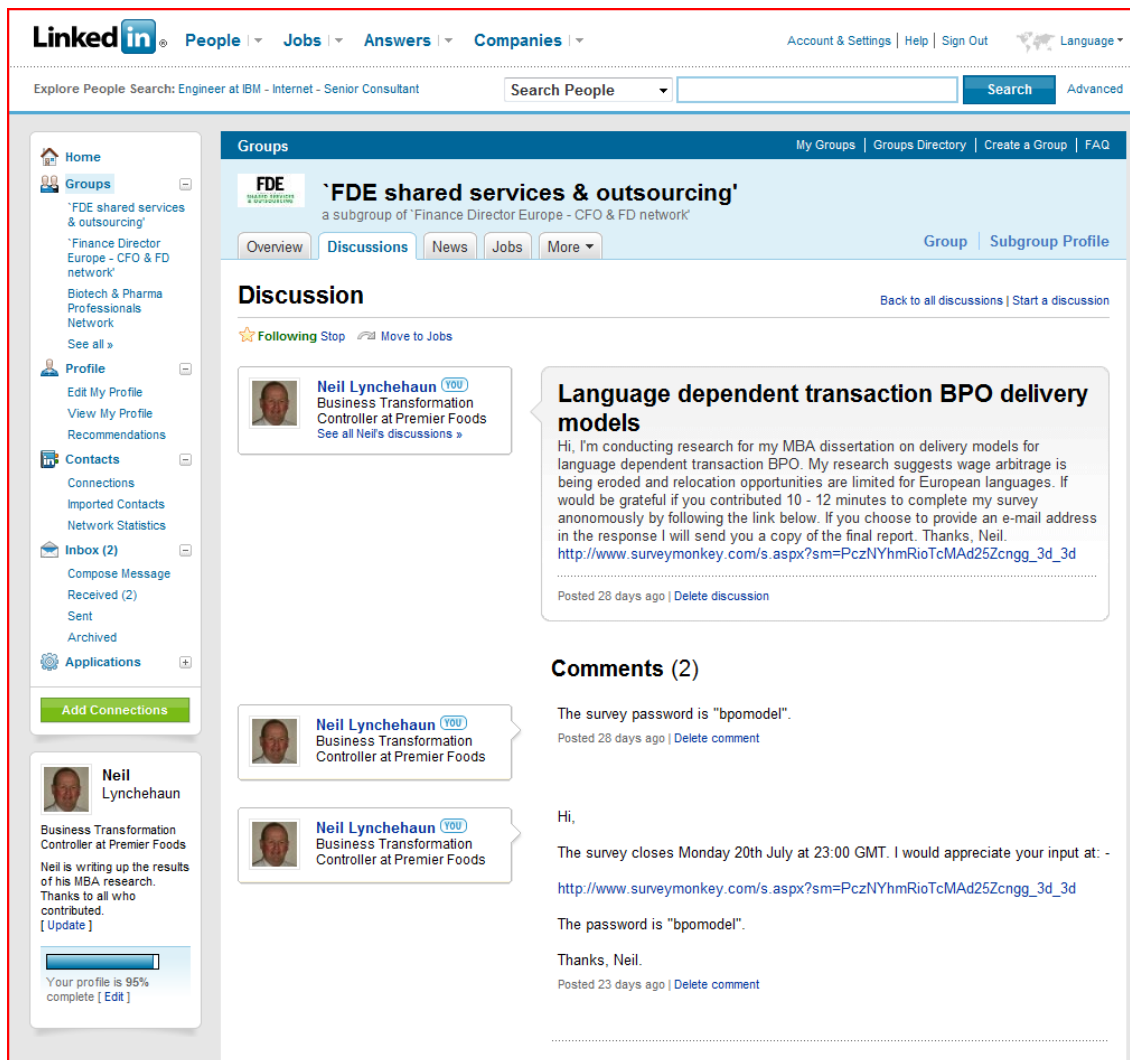 Linked in ® People Jobs Answers Companies Account & Settings | Help | Sign Out Language
Explore People Search: Engineer at IBM - Internet - Senior Consultant Search People Search Advanced
Home
Groups
`FDE shared services
& outsourcing'
`Finance Director
Europe - CFO & FD
network'
Biotech & Pharma
Professionals
Network
See all »
Profile
Edit My Profile
View My Profile
Recommendations
Contacts
Connections
Imported Contacts
Network Statistics
Inbox (2)
Compose Message
Received (2)
Sent
Archived
Applications
Add Connections
Neil
Lynchehaun
Business Transformation
Controller at Premier Foods
Neil is writing up the results
of his MBA research.
Thanks to all who
contributed.
[ Update ]
Your profile is 95%
complete [ Edit ]
Groups My Groups | Groups Directory | Create a Group | FAQ
FDE
SHARED SERVICES
& OUTSOURCING
`FDE shared services & outsourcing'
a subgroup of `Finance Director Europe - CFO & FD network'
Overview Discussions News Jobs More Group | Subgroup Profile
Discussion
Back to all discussions | Start a discussion
Following Stop Move to Jobs
Neil Lynchehaun YOU
Business Transformation
Controller at Premier Foods
See all Neil's discussions »
Language dependent transaction BPO delivery
models
Hi, I'm conducting research for my MBA dissertation on delivery models for
language dependent transaction BPO. My research suggests wage arbitrage is
being eroded and relocation opportunities are limited for European languages. If
would be grateful if you contributed 10 - 12 minutes to complete my survey
anonomously by following the link below. If you choose to provide an e-mail address
in the response I will send you a copy of the final report. Thanks, Neil.
http://www.surveymonkey.com/s.aspx?sm=PczNYhmRioTcMAd25Zcngg_3d_3d
Posted 28 days ago | Delete discussion
Comments (2)
Neil Lynchehaun YOU
Business Transformation
Controller at Premier Foods
The survey password is "bpomodel".
Posted 28 days ago | Delete comment
Neil Lynchehaun YOU
Business Transformation
Controller at Premier Foods
Hi,
The survey closes Monday 20th July at 23:00 GMT. I would appreciate your input at: -
http://www.surveymonkey.com/s.aspx?sm=PczNYhmRioTcMAd25Zcngg_3d_3d
The password is "bpomodel".
Thanks, Neil.
Posted 23 days ago | Delete comment